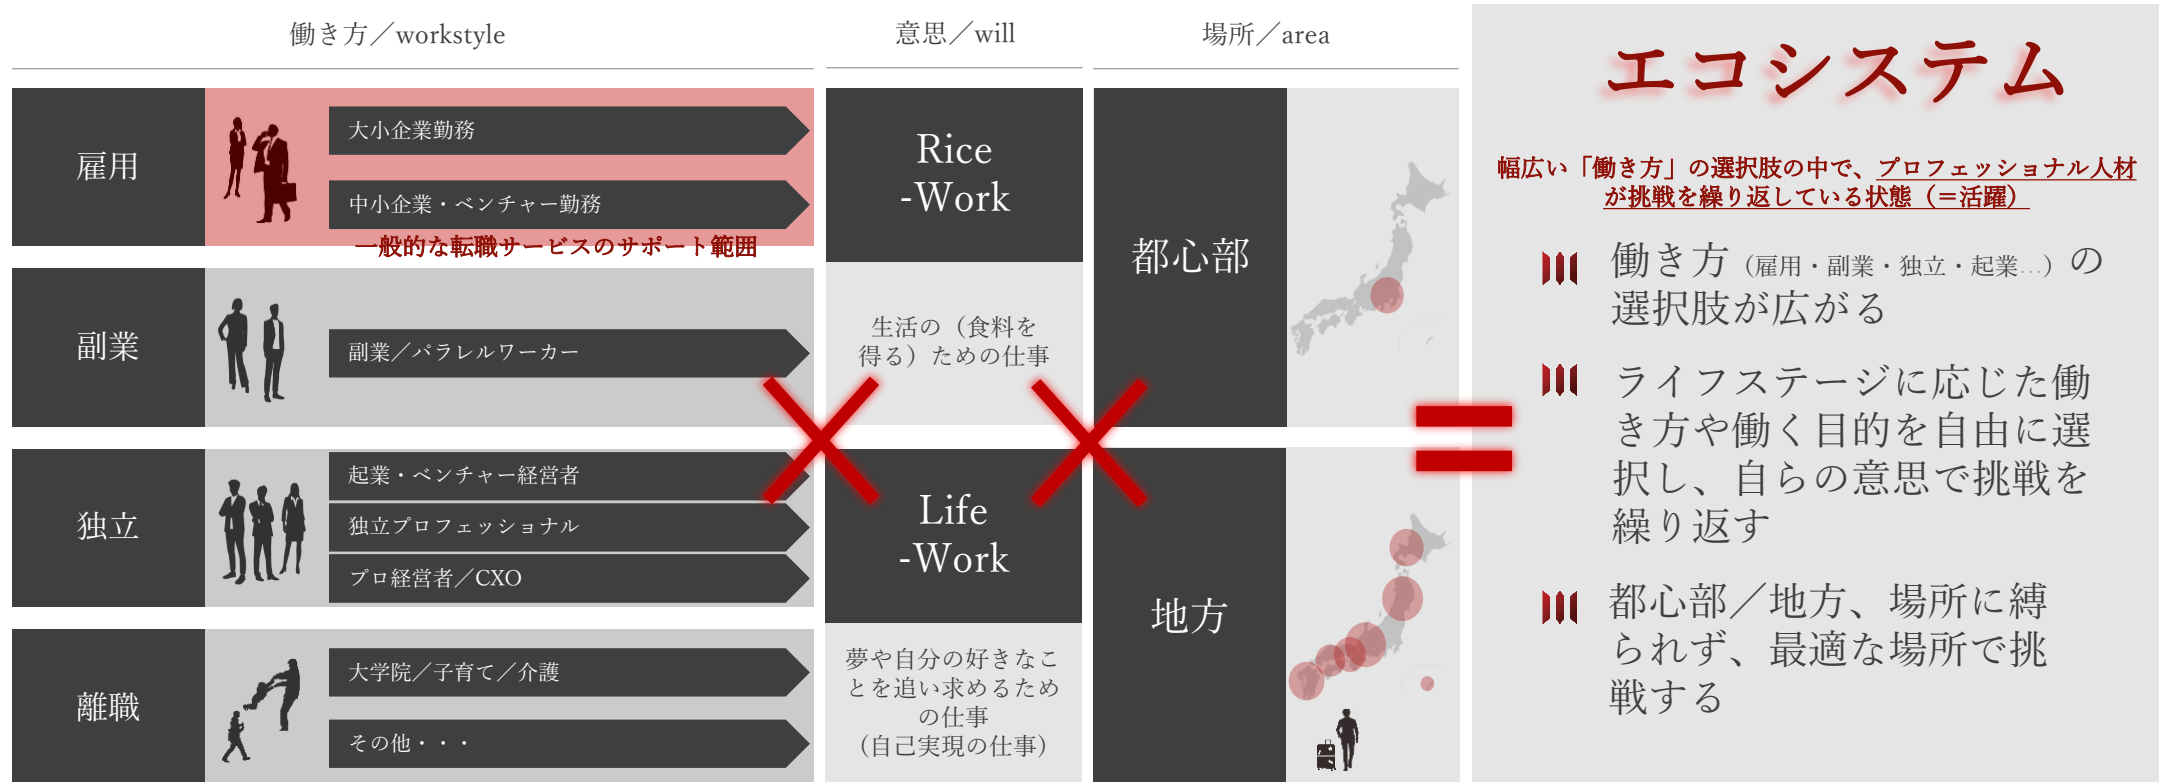 働き方／workstyle
雇用
大小企業勤務
中小企業・ベンチャー勤務
一般的な転職サービスのサポート範囲
副業
副業／パラレルワーカー
独立
起業・ベンチャー経営者
独立プロフェッショナル
プロ経営者／CXO
離職
大学院／子育て／介護
その他・・・
意思／will
Rice
-Work
生活の（食料を
得る）ための仕事
Life
-Work
夢や自分の好きなこ
とを追い求めるため
の仕事
（自己実現の仕事）
場所／area
都心部
地方
エコシステム
幅広い「働き方」の選択肢の中で、プロフェッショナル人材
が挑戦を繰り返している状態（＝活躍）
働き方（雇用・副業・独立・起業…）の
選択肢が広がる
ライフステージに応じた働
き方や働く目的を自由に選
択し、自らの意思で挑戦を
繰り返す
都心部／地方、場所に縛
られず、最適な場所で挑
戦する